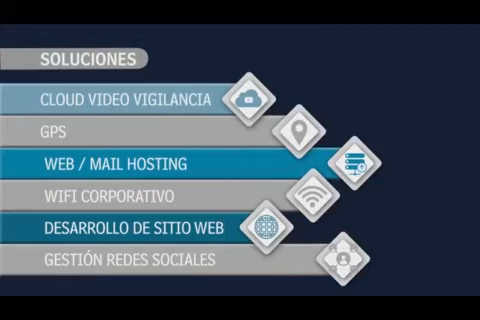 SOLUCIONES
CLOUD VIDEO VIGILANCIA
GPS
WEB / MAIL HOSTING
WIFI CORPORATIVO
DESARROLLO DE SITIO WEB
GESTIÓN REDES SOCIALES